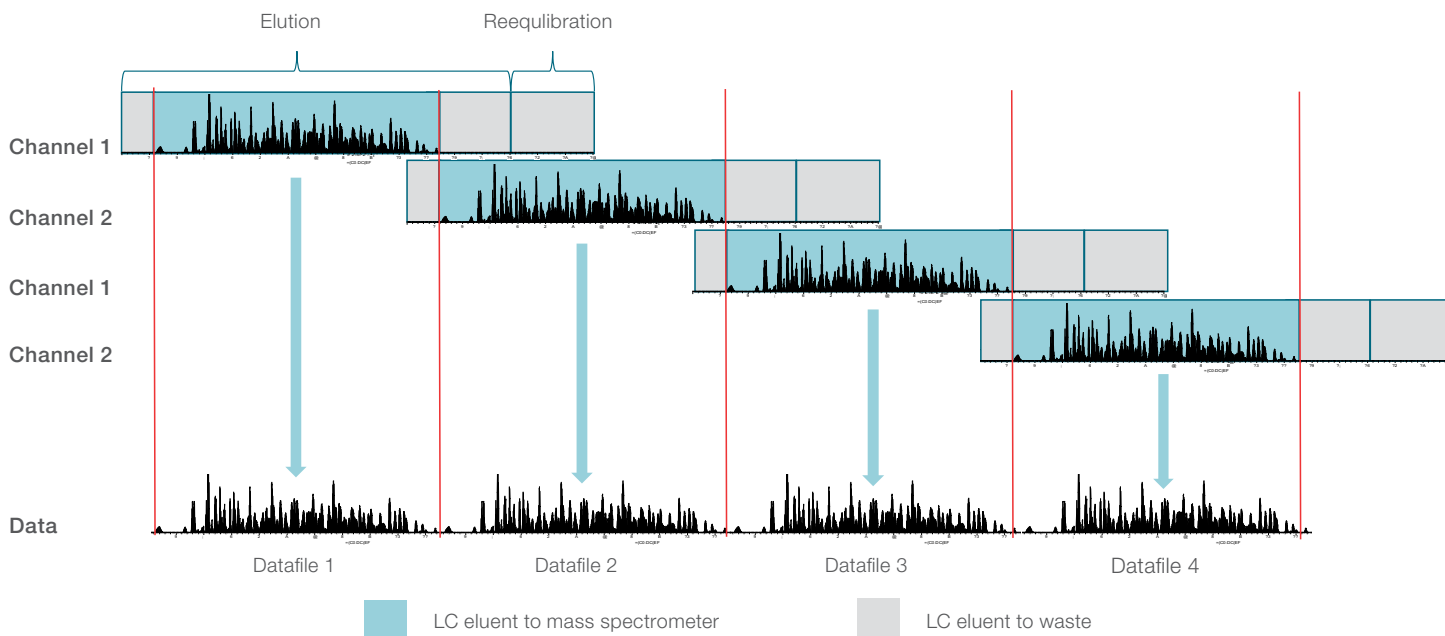 Elution
Reequlibration
Channel 1
Channel 2
Channel 1
Channel 2
Data
Datafile 1
Datafile 2
Datafile 3
Datafile 4
LC eluent to mass spectrometer
LC eluent to waste